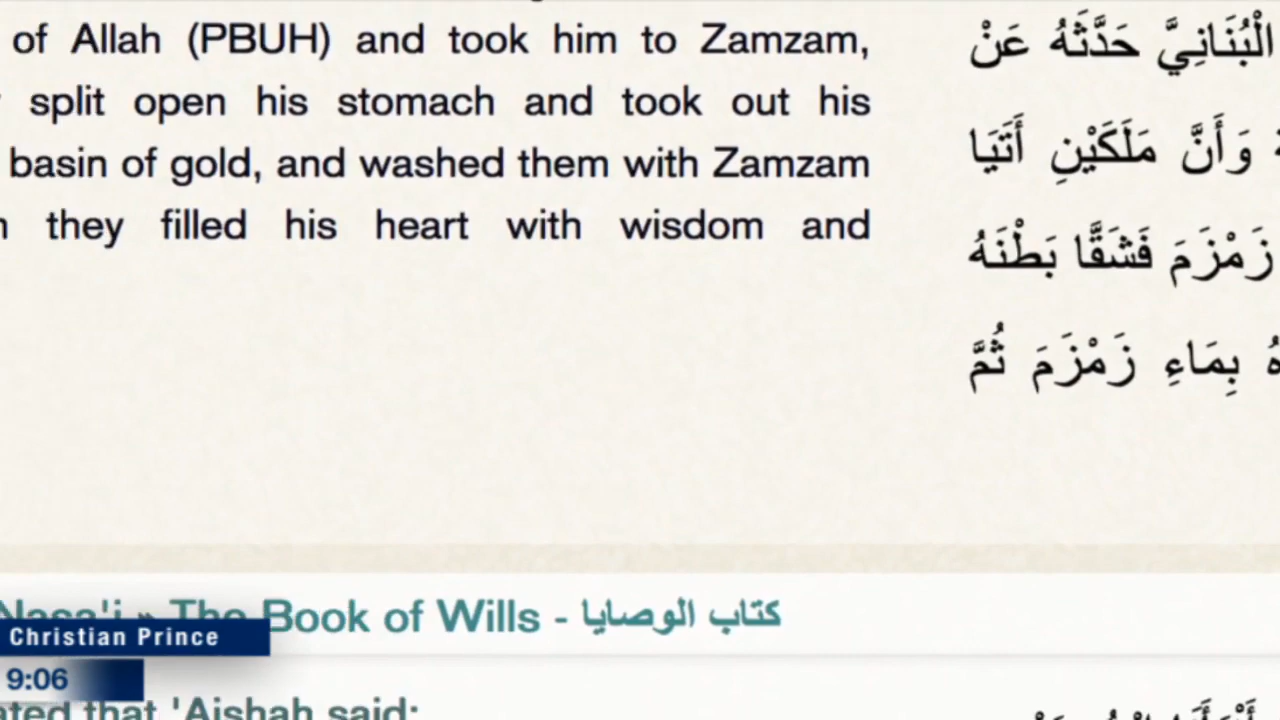 of Allah (PBUH) and took him to Zamzam,
split open his stomach and took out his
basin of gold, and washed them with Zamzam
they filled his heart with wisdom and
الْبُنَانِيَّ حَدَّثَهُ عَنْ
وَأَنَّ مَلَكَيْنِ أَتَيَا
زَمْزَمَ فَشَقَّا بَطْنَهُ
بِمَاءِ زَمْزَمَ ثُمَّ
Nasa'i » The Book of Wills - كتاب الوصايا
Christian Prince
9:06
ated that 'Aishah said: